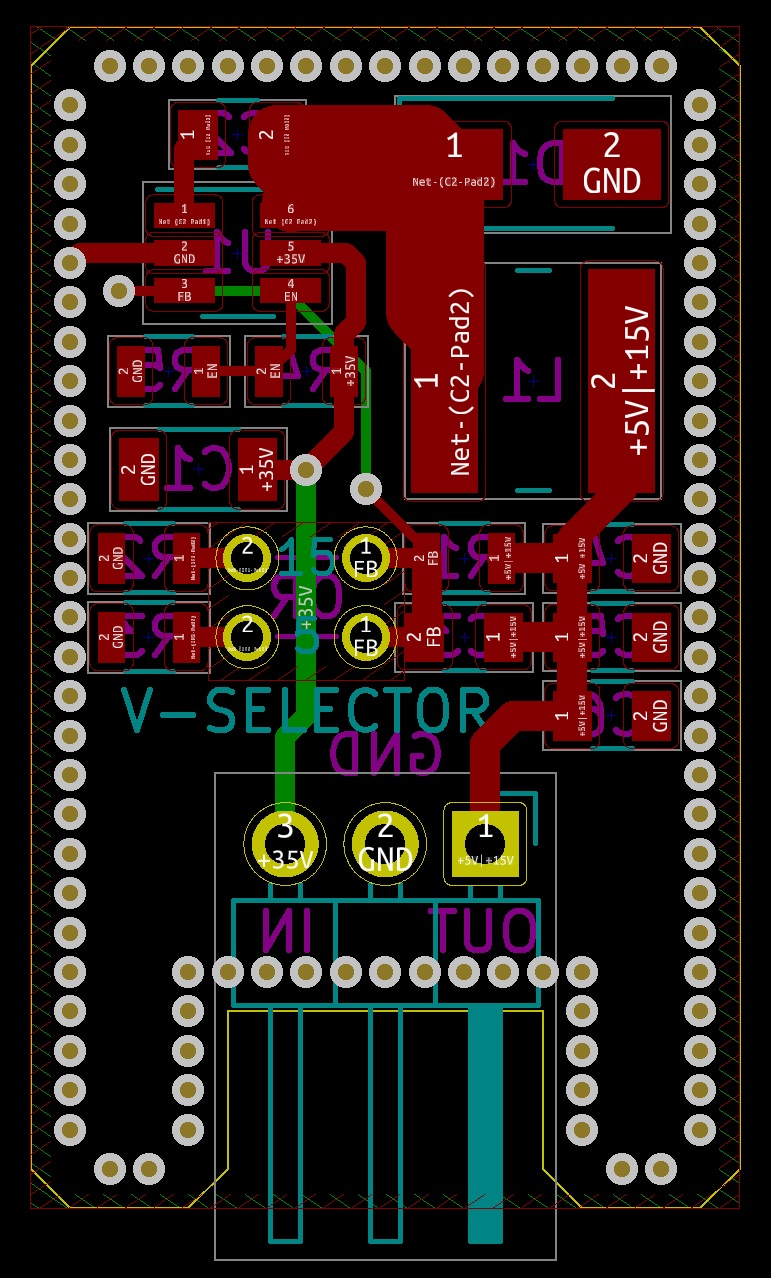 1
2
C2
1
Net-(C2-Pad2)
D1
2
GND
1
Net (C2 Pad1)
6
Net (C2 Pad2)
2
GND
U1
5
+35V
3
FB
4
EN
2
GND
R5
1
EN
2
EN
R4
1
+35V
1
Net-(C2-Pad2)
L1
2
+5V|+15V
2
GND
C1
1
+35V
2
GND
R2
1
2
15
1
FB
2
FB
R1
1
+5V|+15V
1
+5V|+15V
C4
2
GND
OR
+35V
2
GND
R3
1
2
5
1
FB
2
FB
C3
1
+5V|+15V
1
+5V|+15V
C5
2
GND
1
+5V|+15V
C6
2
GND
V-SELECTOR
GND
3
+35V
2
GND
1
+5V|+15V
IN
OUT